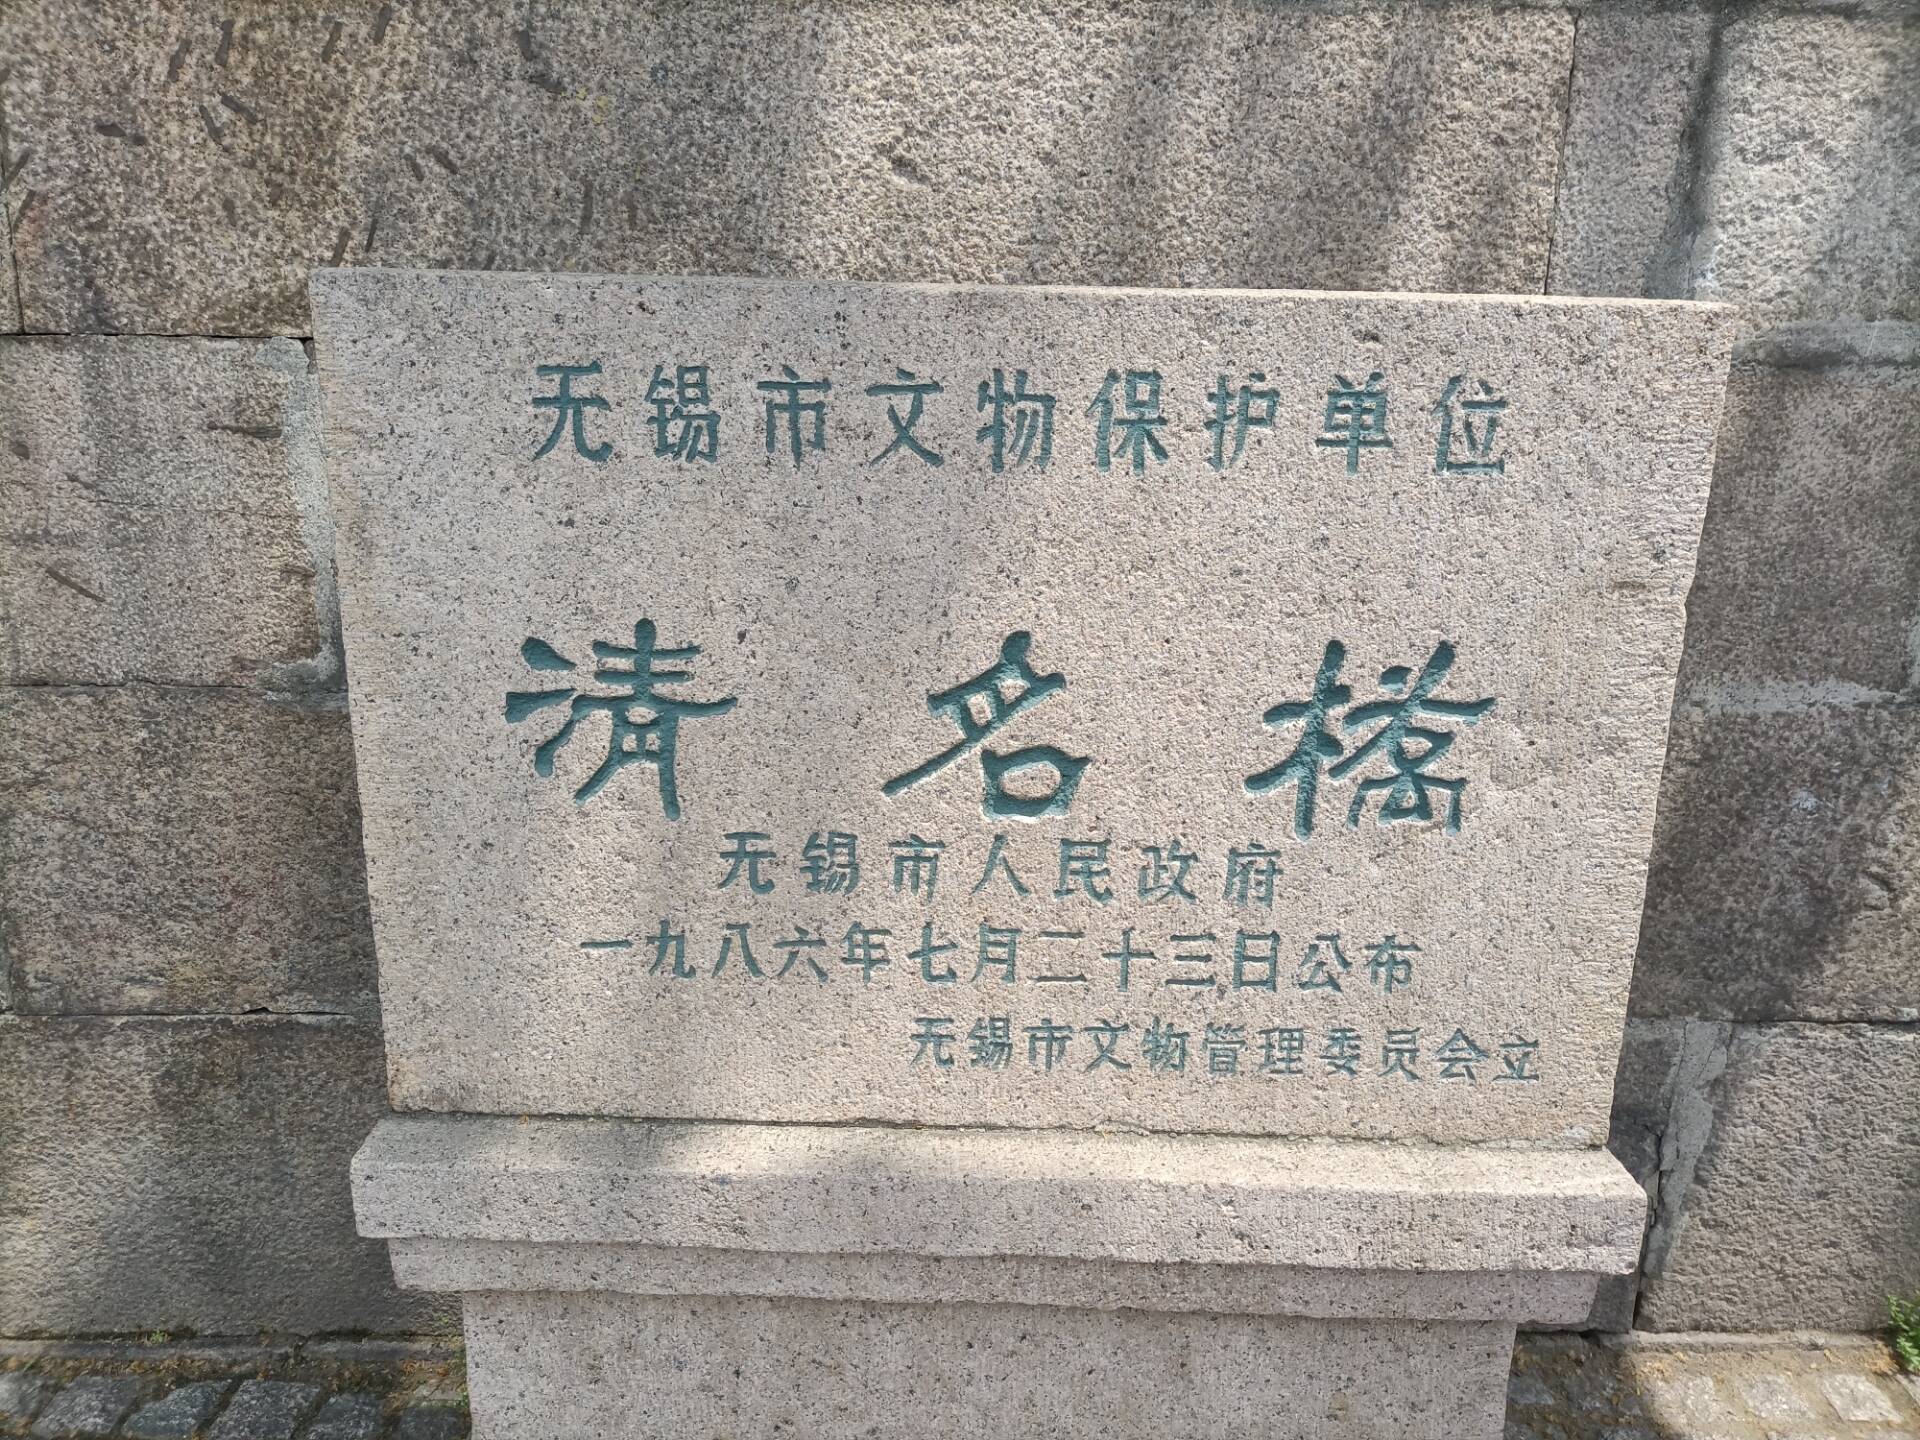 无锡市文物保护单位
清名橋
无锡市人民政府
一九八六年七月二十三日公布
无锡市文物管理委员会立